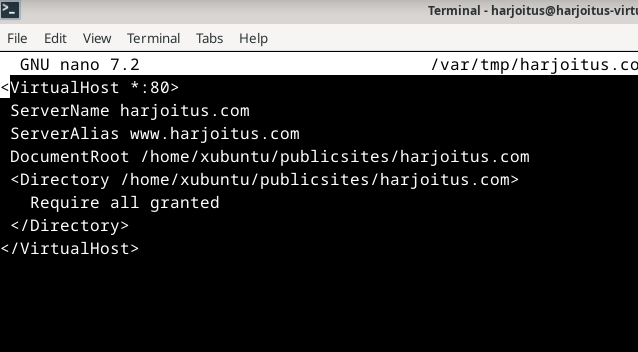 Terminal - harjoitus@harjoitus-virtu
File Edit View Terminal Tabs Help
GNU nano 7.2 /var/tmp/harjoitus.co
<VirtualHost *:80>
ServerName harjoitus.com
ServerAlias www.harjoitus.com
DocumentRoot /home/xubuntu/publicsites/harjoitus.com
<Directory /home/xubuntu/publicsites/harjoitus.com>
Require all granted
</Directory>
</VirtualHost>